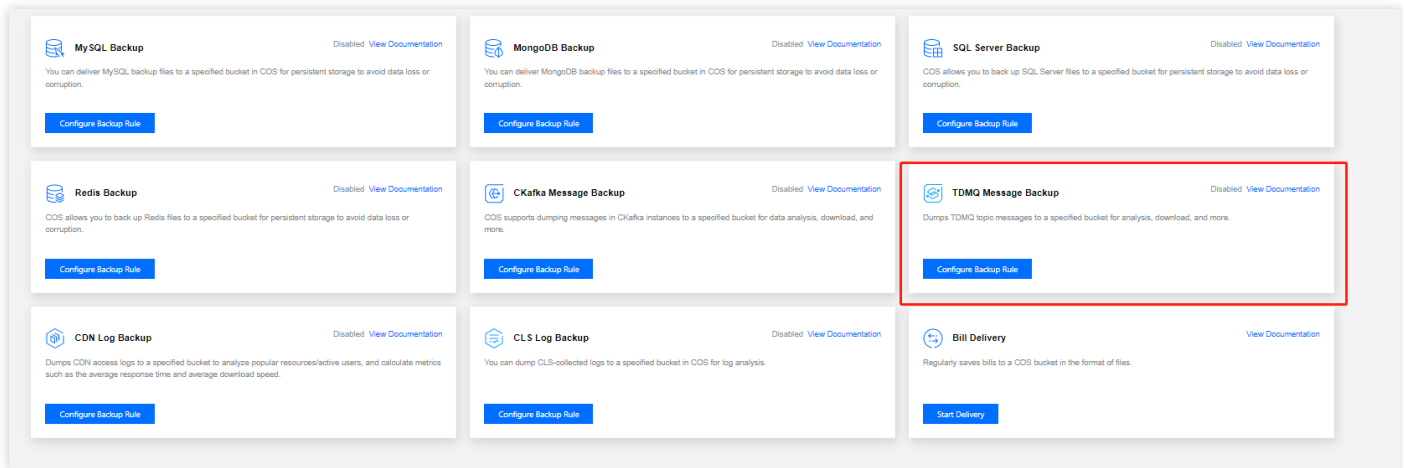 MySQL Backup
Disabled View Documentation
You can deliver MySQL backup files to a specified bucket in COS for persistent storage to avoid data loss or
corruption.
Configure Backup Rule
MongoDB Backup
Disabled View Documentation
You can deliver MongoDB backup files to a specified bucket in COS for persistent storage to avoid data loss or
corruption.
Configure Backup Rule
SQL Server Backup
Disabled View Documentation
COS allows you to back up SQL Server files to a specified bucket for persistent storage to avoid data loss or
corruption.
Configure Backup Rule
Redis Backup
Disabled View Documentation
COS allows you to back up Redis files to a specified bucket for persistent storage to avoid data loss or
corruption.
Configure Backup Rule
CKafka Message Backup
Disabled View Documentation
COS supports dumping messages in CKafka instances to a specified bucket for data analysis, download, and
more.
Configure Backup Rule
TDMQ Message Backup
Disabled View Documentation
Dumps TDMQ topic messages to a specified bucket for analysis, download, and more.
Configure Backup Rule
CDN Log Backup
Disabled View Documentation
Dumps CDN access logs to a specified bucket to analyze popular resources/active users, and calculate metrics
such as the average response time and average download speed.
Configure Backup Rule
CLS Log Backup
Disabled View Documentation
You can dump CLS-collected logs to a specified bucket in COS for log analysis.
Configure Backup Rule
Bill Delivery
View Documentation
Regularly saves bills to a COS bucket in the format of files.
Start Delivery